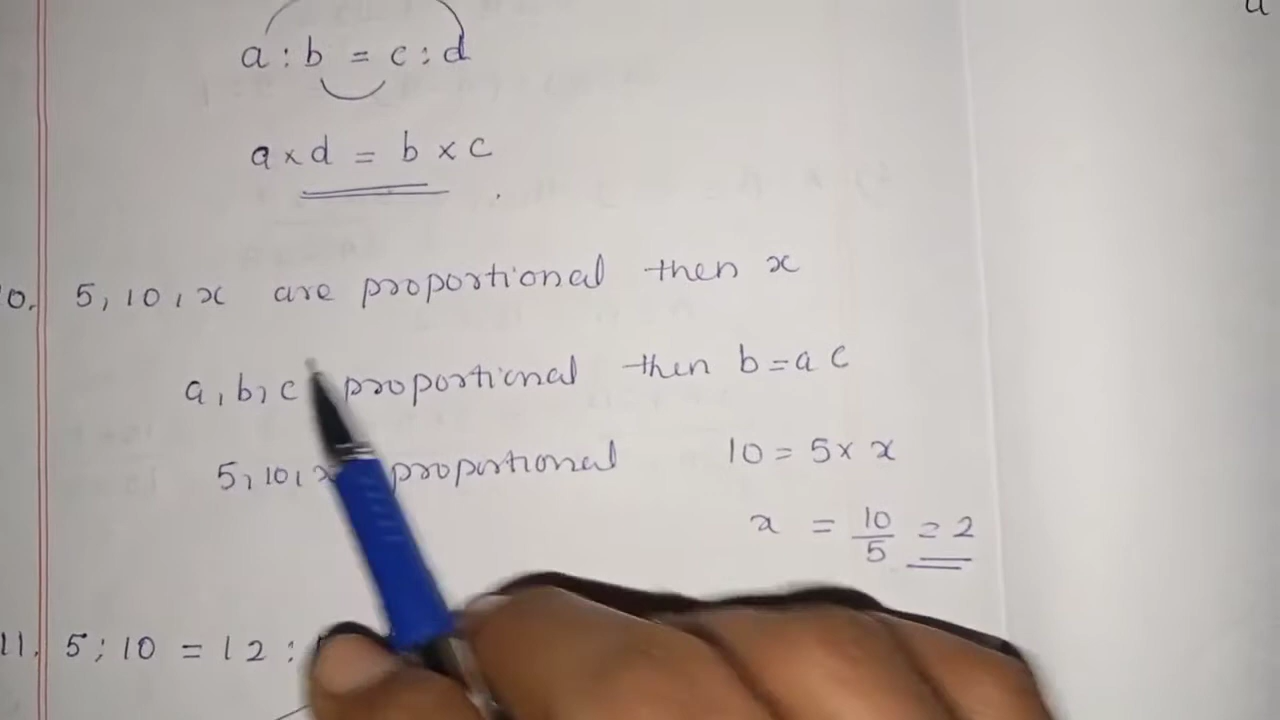 a : b = c : d
a × d = b × c
0. 5, 10, x are proportional then x
a, b, c proportional then b = a c
5, 10, x proportional 10 = 5 × x
x = 10/5 = 2
11. 5 : 10 = 12 :